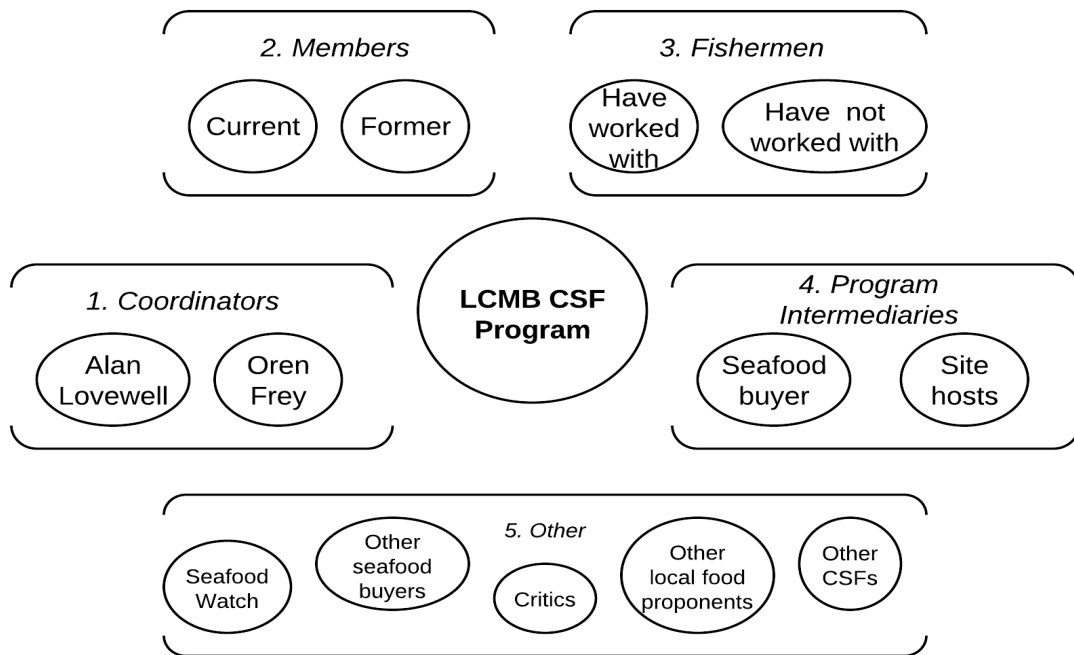 2. Members
Current
Former
3. Fishermen
Have
worked
with
Have not
worked with
LCMB CSF
Program
1. Coordinators
Alan
Lovewell
Oren
Frey
4. Program
Intermediaries
Seafood
buyer
Site
hosts
5. Other
Seafood
Watch
Other
seafood
buyers
Critics
Other
local food
proponents
Other
CSFs